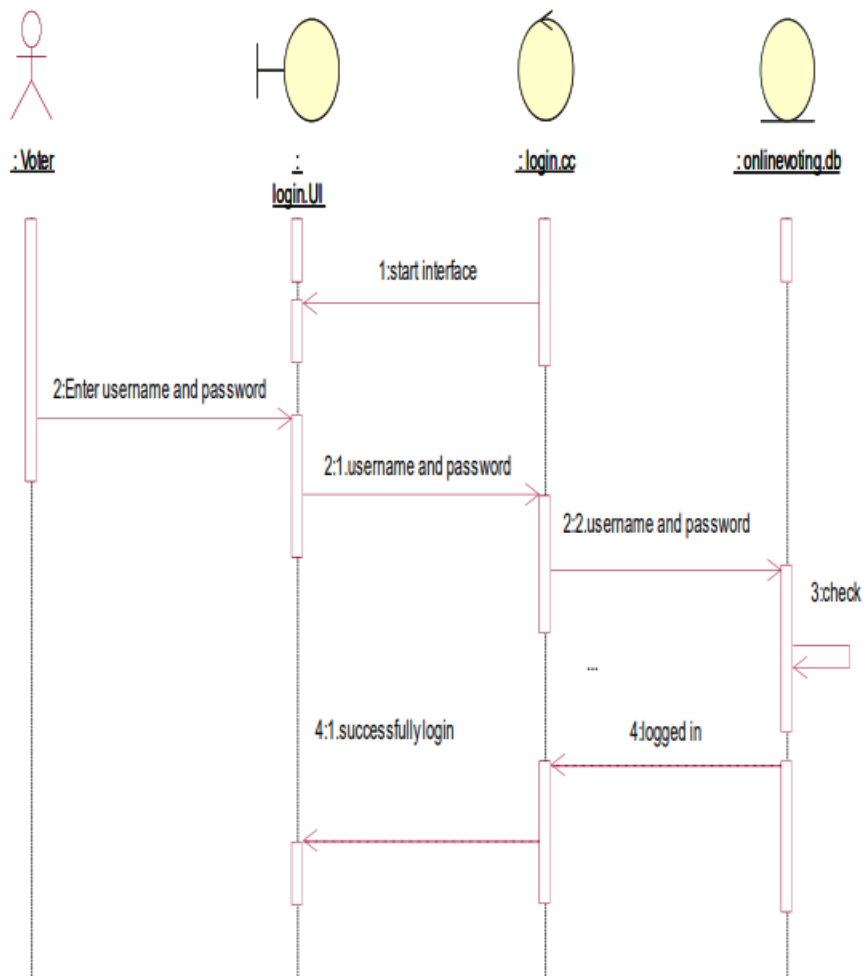 : Voter
:
login.UI
: login.cc
: onlinevoting.db
1:start interface
2:Enter username and password
2:1.username and password
2:2.username and password
3:check
...
4:1.successfully login
4:logged in